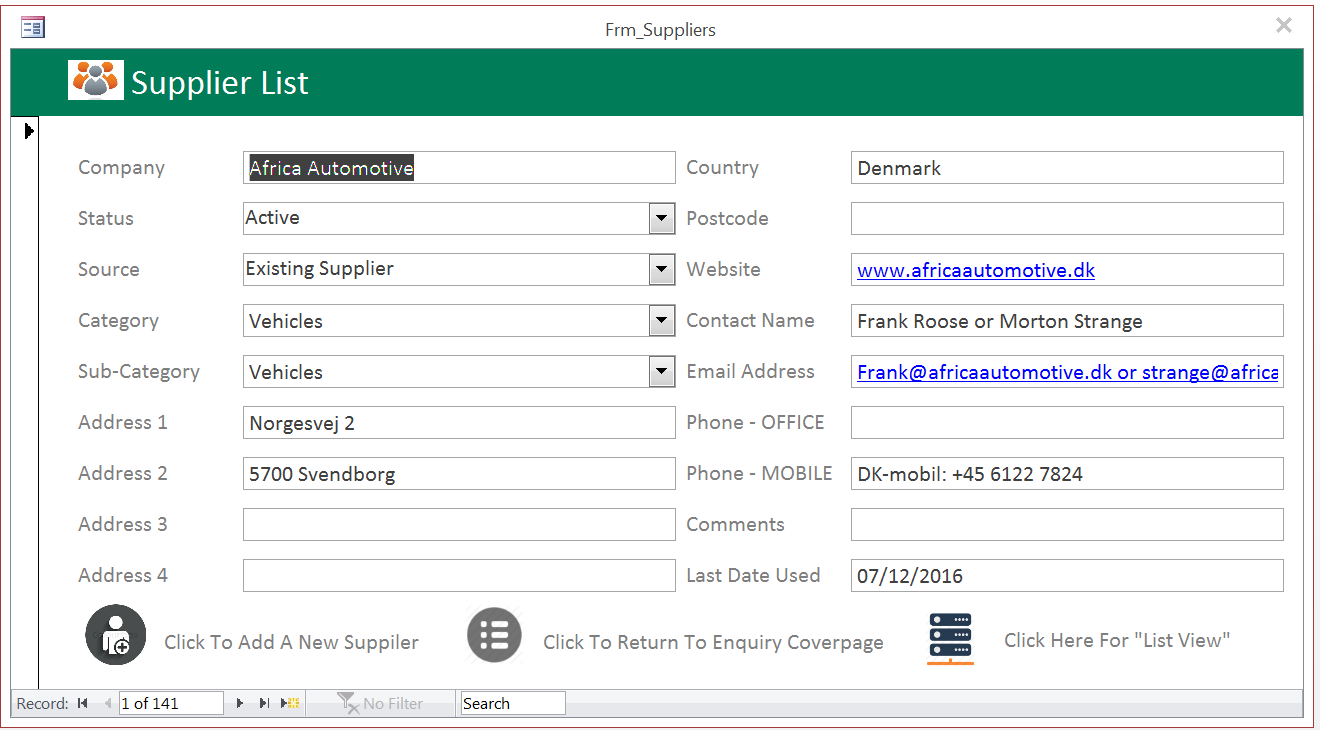 Frm_Suppliers
Supplier List
Company Africa Automotive Country Denmark
Status Active Postcode
Source Existing Supplier Website www.africaautomotive.dk
Category Vehicles Contact Name Frank Roose or Morton Strange
Sub-Category Vehicles Email Address Frank@africaautomotive.dk or strange@africa
Address 1 Norgesvej 2 Phone - OFFICE
Address 2 5700 Svendborg Phone - MOBILE DK-mobil: +45 6122 7824
Address 3 Comments
Address 4 Last Date Used 07/12/2016
Click To Add A New Suppiler Click To Return To Enquiry Coverpage Click Here For "List View"
Record: 1 of 141 No Filter Search